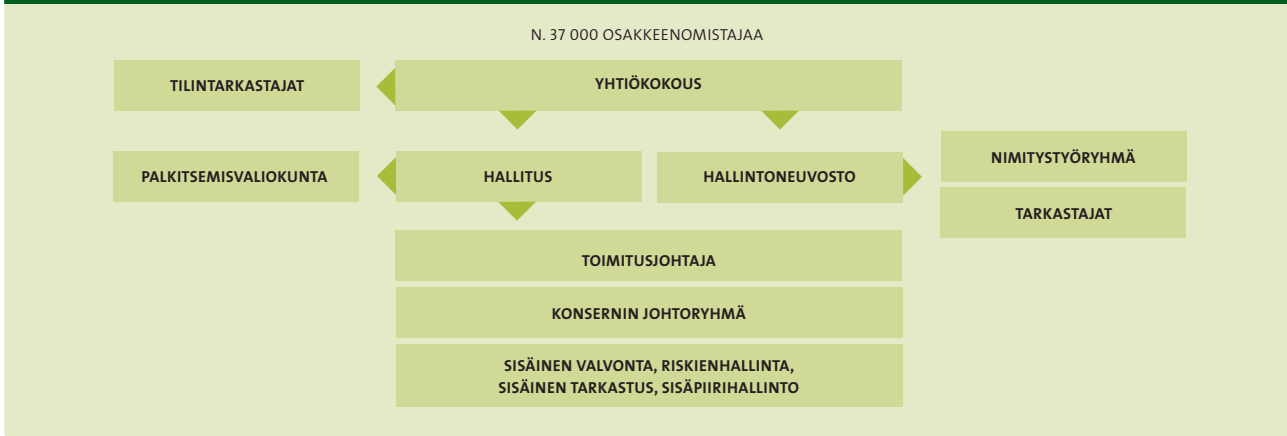 N. 37 000 OSAKKEENOMISTAJAA
TILINTARKASTAJAT
YHTIÖKOKOUS
PALKITSEMISVALIOKUNTA
HALLITUS
HALLINTONEUVOSTO
NIMITYSTYÖRYHMÄ
TARKASTAJAT
TOIMITUSJOHTAJA
KONSERNIN JOHTORYHMÄ
SISÄINEN VALVONTA, RISKIENHALLINTA,
SISÄINEN TARKASTUS, SISÄPIIRIHALLINTO